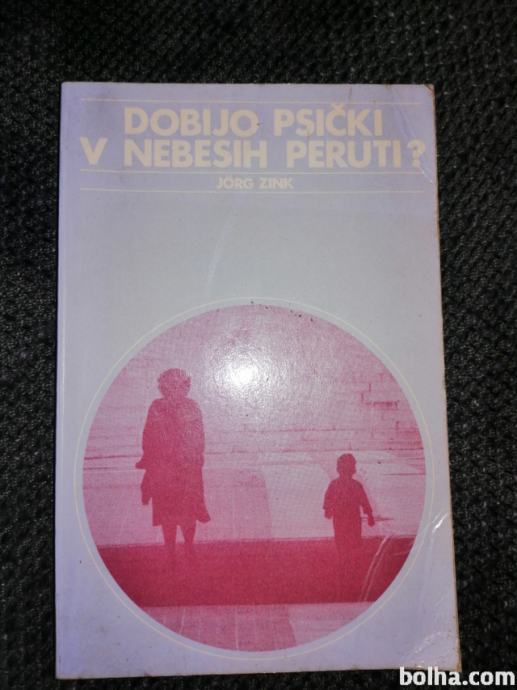 DOBIJO PSIČKI
V NEBESIH PERUTI?
JÖRG ZINK
bolha.com